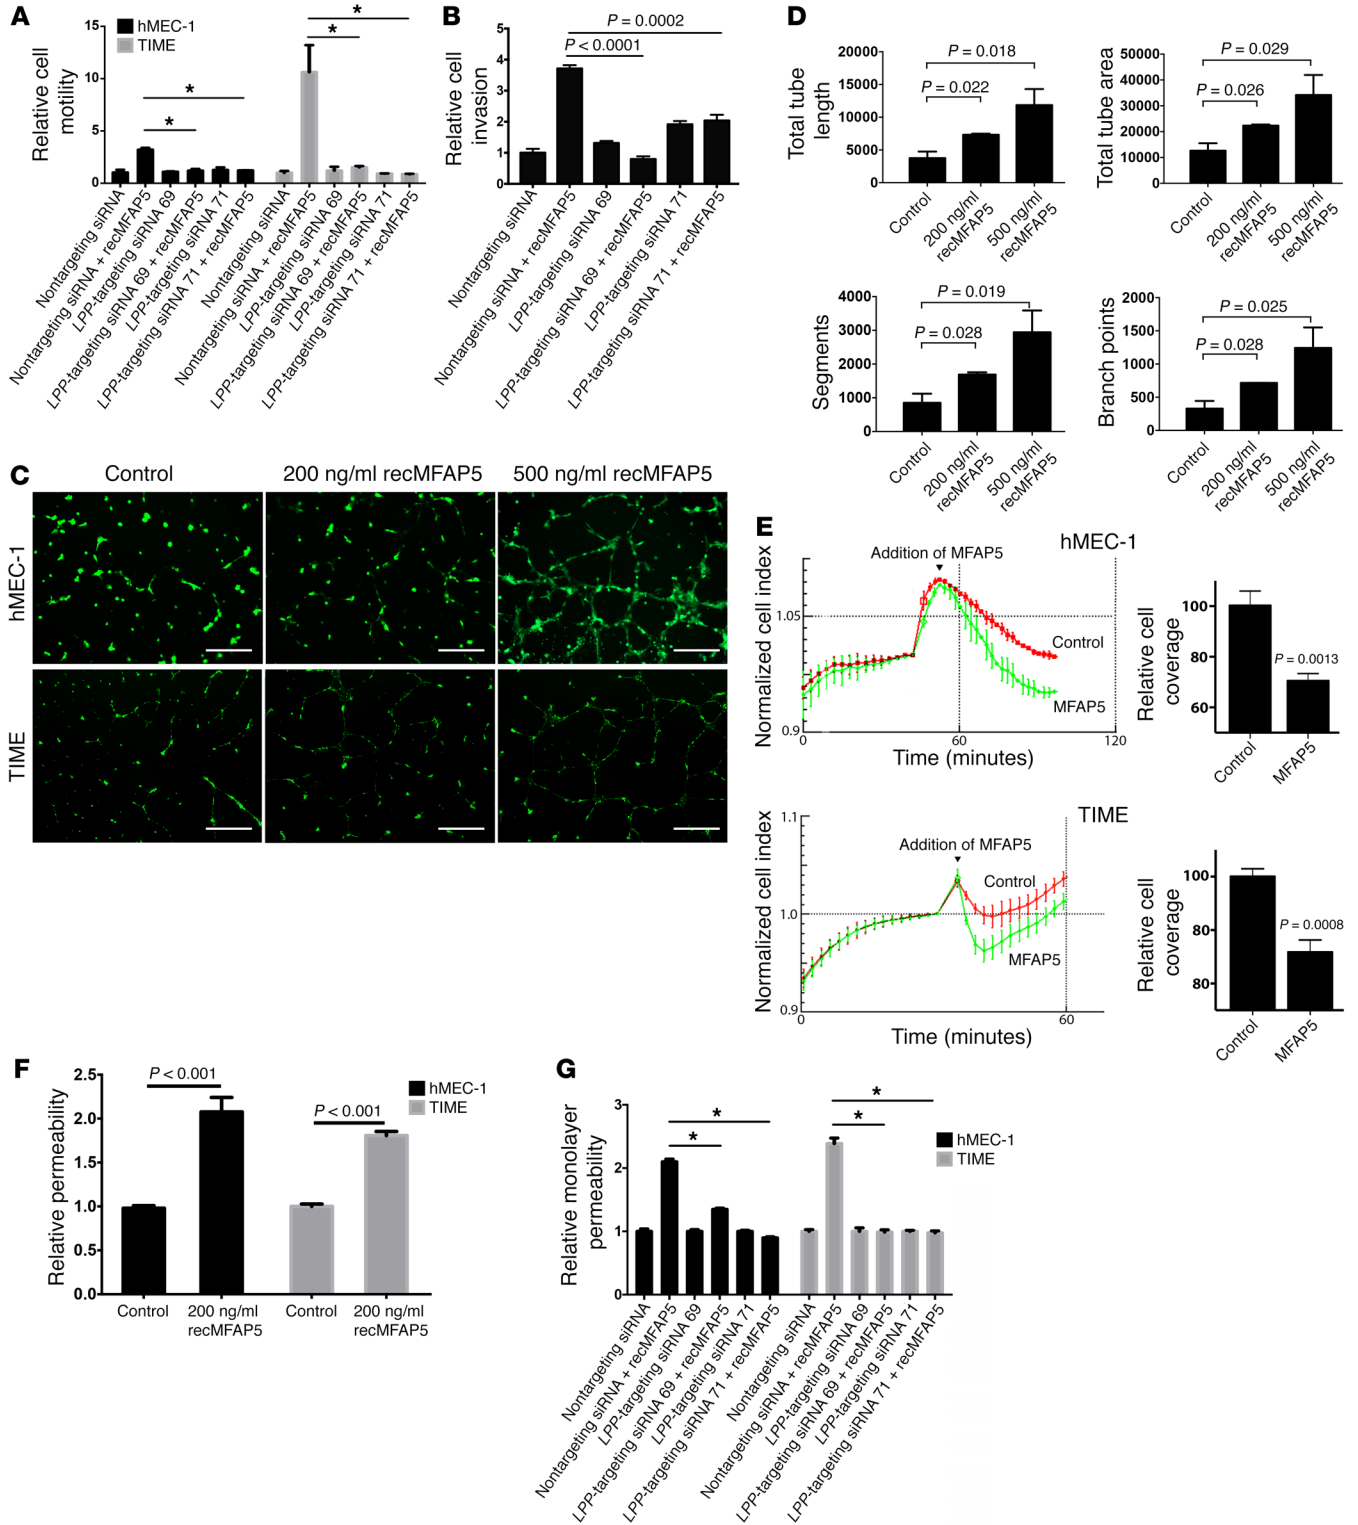 A
Relative cell
motility
15
10
5
0
hMEC-1
TIME
*
*
*
*
Nontargeting siRNA
Nontargeting siRNA + recMFAP5
LPP-targeting siRNA 69
LPP-targeting siRNA 69 + recMFAP5
LPP-targeting siRNA 71
LPP-targeting siRNA 71 + recMFAP5
Nontargeting siRNA
Nontargeting siRNA + recMFAP5
LPP-targeting siRNA 69
LPP-targeting siRNA 69 + recMFAP5
LPP-targeting siRNA 71
LPP-targeting siRNA 71 + recMFAP5
B
Relative cell
invasion
5
4
3
2
1
0
P = 0.0002
P < 0.0001
Nontargeting siRNA
Nontargeting siRNA + recMFAP5
LPP-targeting siRNA 69
LPP-targeting siRNA 69 + recMFAP5
LPP-targeting siRNA 71
LPP-targeting siRNA 71 + recMFAP5
C
Control
200 ng/ml recMFAP5
500 ng/ml recMFAP5
hMEC-1
TIME
D
Total tube
length
20000
15000
10000
5000
0
P = 0.018
P = 0.022
Control
200 ng/ml
recMFAP5
500 ng/ml
recMFAP5
Total tube area
50000
40000
30000
20000
10000
0
P = 0.029
P = 0.026
Control
200 ng/ml
recMFAP5
500 ng/ml
recMFAP5
Segments
4000
3000
2000
1000
0
P = 0.019
P = 0.028
Control
200 ng/ml
recMFAP5
500 ng/ml
recMFAP5
Branch points
2000
1500
1000
500
0
P = 0.025
P = 0.028
Control
200 ng/ml
recMFAP5
500 ng/ml
recMFAP5
E
Normalized cell index
hMEC-1
Addition of MFAP5
1.05
0.9
Control
MFAP5
0
60
120
Time (minutes)
Relative cell
coverage
100
80
60
P = 0.0013
Control
MFAP5
Normalized cell index
TIME
1.1
1.0
0.9
Addition of MFAP5
Control
MFAP5
0
60
Time (minutes)
Relative cell
coverage
100
80
80
P = 0.0008
Control
MFAP5
F
Relative permeability
2.5
2.0
1.5
1.0
0.5
0.0
P < 0.001
P < 0.001
hMEC-1
TIME
Control
200 ng/ml
recMFAP5
Control
200 ng/ml
recMFAP5
G
Relative monolayer
permeability
3
2
1
0
*
*
*
*
hMEC-1
TIME
Nontargeting siRNA
Nontargeting siRNA + recMFAP5
LPP-targeting siRNA 69
LPP-targeting siRNA 69 + recMFAP5
LPP-targeting siRNA 71
LPP-targeting siRNA 71 + recMFAP5
Nontargeting siRNA
Nontargeting siRNA + recMFAP5
LPP-targeting siRNA 69
LPP-targeting siRNA 69 + recMFAP5
LPP-targeting siRNA 71
LPP-targeting siRNA 71 + recMFAP5